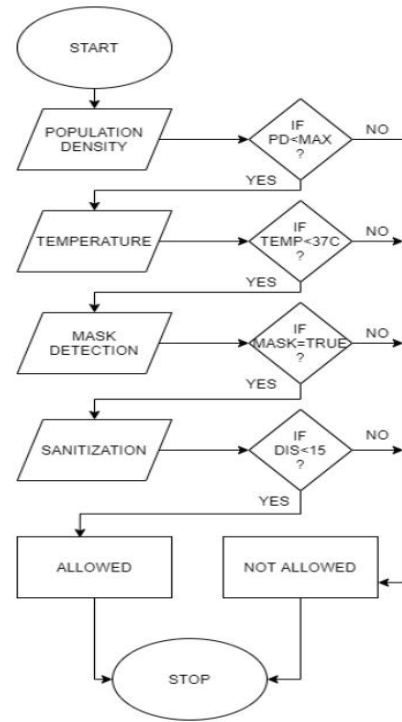 START
POPULATION
DENSITY
IF
PD<MAX
?
NO
YES
TEMPERATURE
IF
TEMP<37C
?
NO
YES
MASK
DETECTION
IF
MASK=TRUE
?
NO
YES
SANITIZATION
IF
DIS<15
?
NO
YES
ALLOWED
NOT ALLOWED
STOP